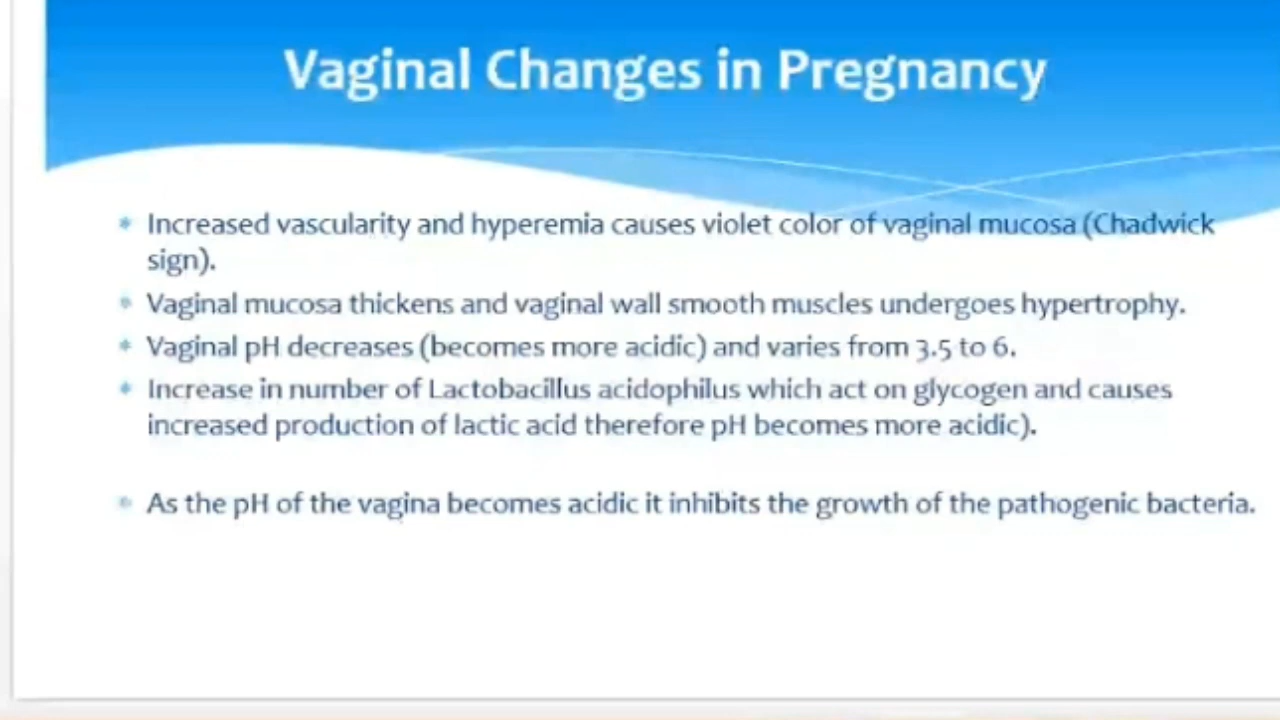 Vaginal Changes in Pregnancy
* Increased vascularity and hyperemia causes violet color of vaginal mucosa (Chadwick
sign).
* Vaginal mucosa thickens and vaginal wall smooth muscles undergoes hypertrophy.
* Vaginal pH decreases (becomes more acidic) and varies from 3.5 to 6.
* Increase in number of Lactobacillus acidophilus which act on glycogen and causes
increased production of lactic acid therefore pH becomes more acidic).
* As the pH of the vagina becomes acidic it inhibits the growth of the pathogenic bacteria.